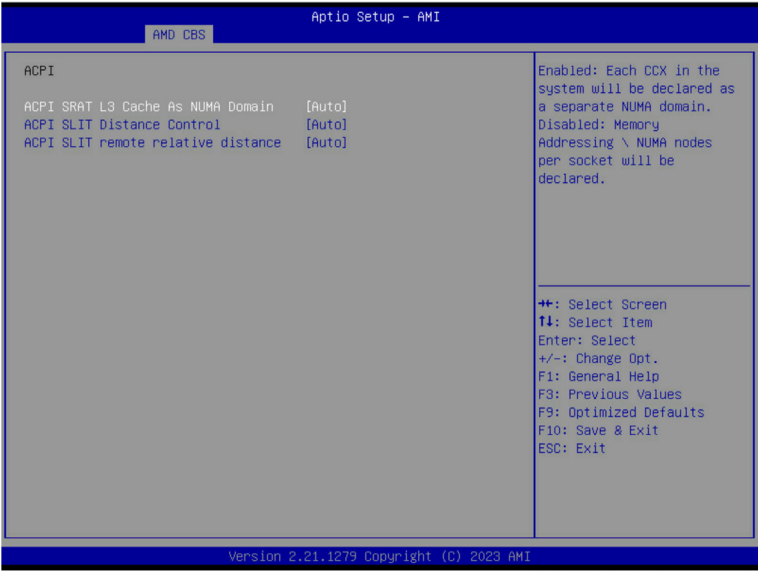 Aptio Setup - AMI
AMD CBS
ACPI
ACPI SRAT L3 Cache As NUMA Domain [Auto]
ACPI SLIT Distance Control [Auto]
ACPI SLIT remote relative distance [Auto]
Enabled: Each CCX in the
system will be declared as
a separate NUMA domain.
Disabled: Memory
Addressing \ NUMA nodes
per socket will be
declared.
→←: Select Screen
↑↓: Select Item
Enter: Select
+/-: Change Opt.
F1: General Help
F3: Previous Values
F9: Optimized Defaults
F10: Save & Exit
ESC: Exit
Version 2.21.1279 Copyright (C) 2023 AMI